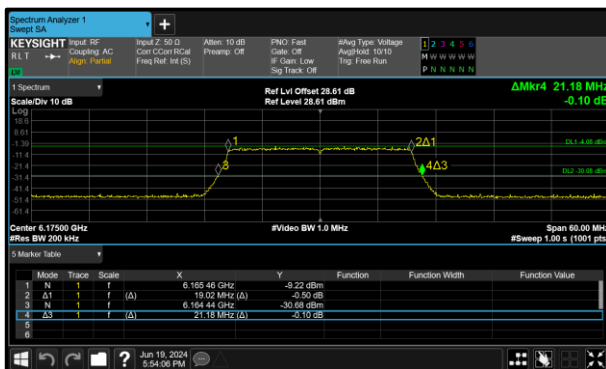 Spectrum Analyzer 1
Swept SA
KEYSIGHT
RLT
Input: RF
Coupling: AC
Align: Partial
Input Z: 50 Ω
Corr CCorr RCal
Freq Ref: Int (S)
Atten: 10 dB
Preamp: Off
PNO: Fast
Gate: Off
IF Gain: Low
Sig Track: Off
#Avg Type: Voltage
Avg|Hold: 10/10
Trig: Free Run
1 2 3 4 5 6
M W W W W W
P N N N N N
1 Spectrum
Scale/Div 10 dB
Ref Lvl Offset 28.61 dB
Ref Level 28.61 dBm
ΔMkr4 21.18 MHz
-0.10 dB
Log
18.6
8.61
-1.39
-11.4
-21.4
-31.4
-41.4
-51.4
-61.4
1
2Δ1
3
4Δ3
DL2 -30.08 dBm
Center 6.17500 GHz
#Res BW 200 kHz
#Video BW 1.0 MHz
Span 60.00 MHz
#Sweep 1.00 s (1001 pts)
5 Marker Table
Mode Trace Scale X Y Function Function Width Function Value
1 N 1 f 6.165 46 GHz -9.22 dBm
2 Δ1 1 f (Δ) 19.02 MHz (Δ) -0.50 dB
3 N 1 f 6.164 44 GHz -30.68 dBm
4 Δ3 1 f (Δ) 21.18 MHz (Δ) -0.10 dB
5
6
?
Jun 19, 2024
5:54:06 PM